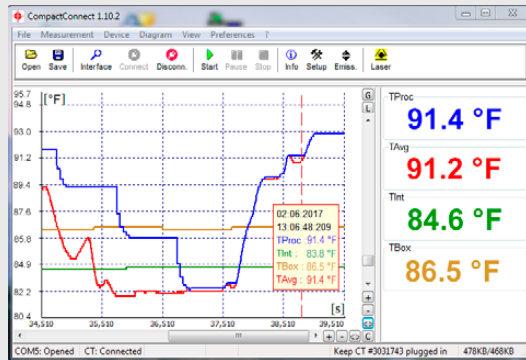 CompactConnect 1.10.2
File Measurement Device Diagram View Preferences ?
Open Save Interface Connect Disconn. Start Pause Stop Info Setup Emiss. Laser
95.7
94.8
93.0
91.2
89.4
87.6
85.8
84.9
82.2
80.4
[°F]
02.06.2017
13:06:48.209
TProc : 91.4 °F
TInt : 83.8 °F
TBox : 86.5 °F
TAvg : 91.4 °F
[s]
34,510 35,510 36,510 37,510 38,510 39,510
G
L
C
TProc
91.4 °F
TAvg
91.2 °F
TInt
84.6 °F
TBox
86.5 °F
COM5: Opened CT: Connected Keep CT #3031743 plugged in 478KB/468KB